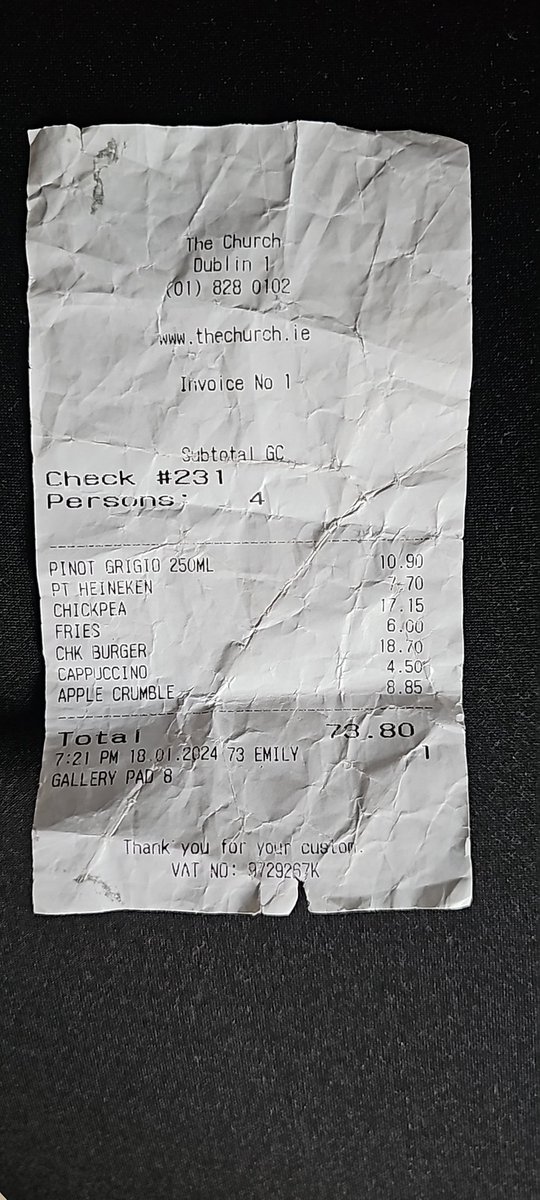 The Church
Dublin 1
(01) 828 0102
www.thechurch.ie
Invoice No 1
Subtotal GC
Check #231
Persons: 4
PINOT GRIGIO 250ML 10.90
PT HEINEKEN 7.70
CHICKPEA 17.15
FRIES 6.00
CHK BURGER 18.70
CAPPUCCINO 4.50
APPLE CRUMBLE 8.85
Total 73.80
7:21 PM 18.01.2024 73 EMILY 1
GALLERY PAD 8
Thank you for your custom.
VAT NO: 9729267K